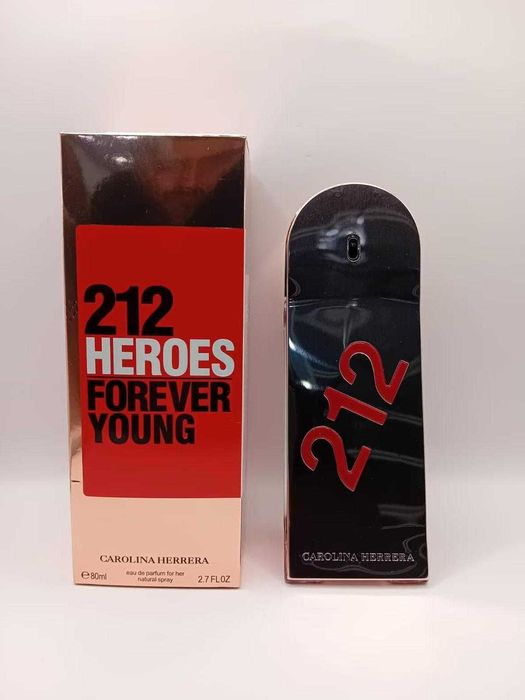 212
HEROES
FOREVER
YOUNG
CAROLINA HERRERA
eau de parfum for her
natural spray
e 80ml
2.7 FL.OZ
212
CAROLINA HERRERA